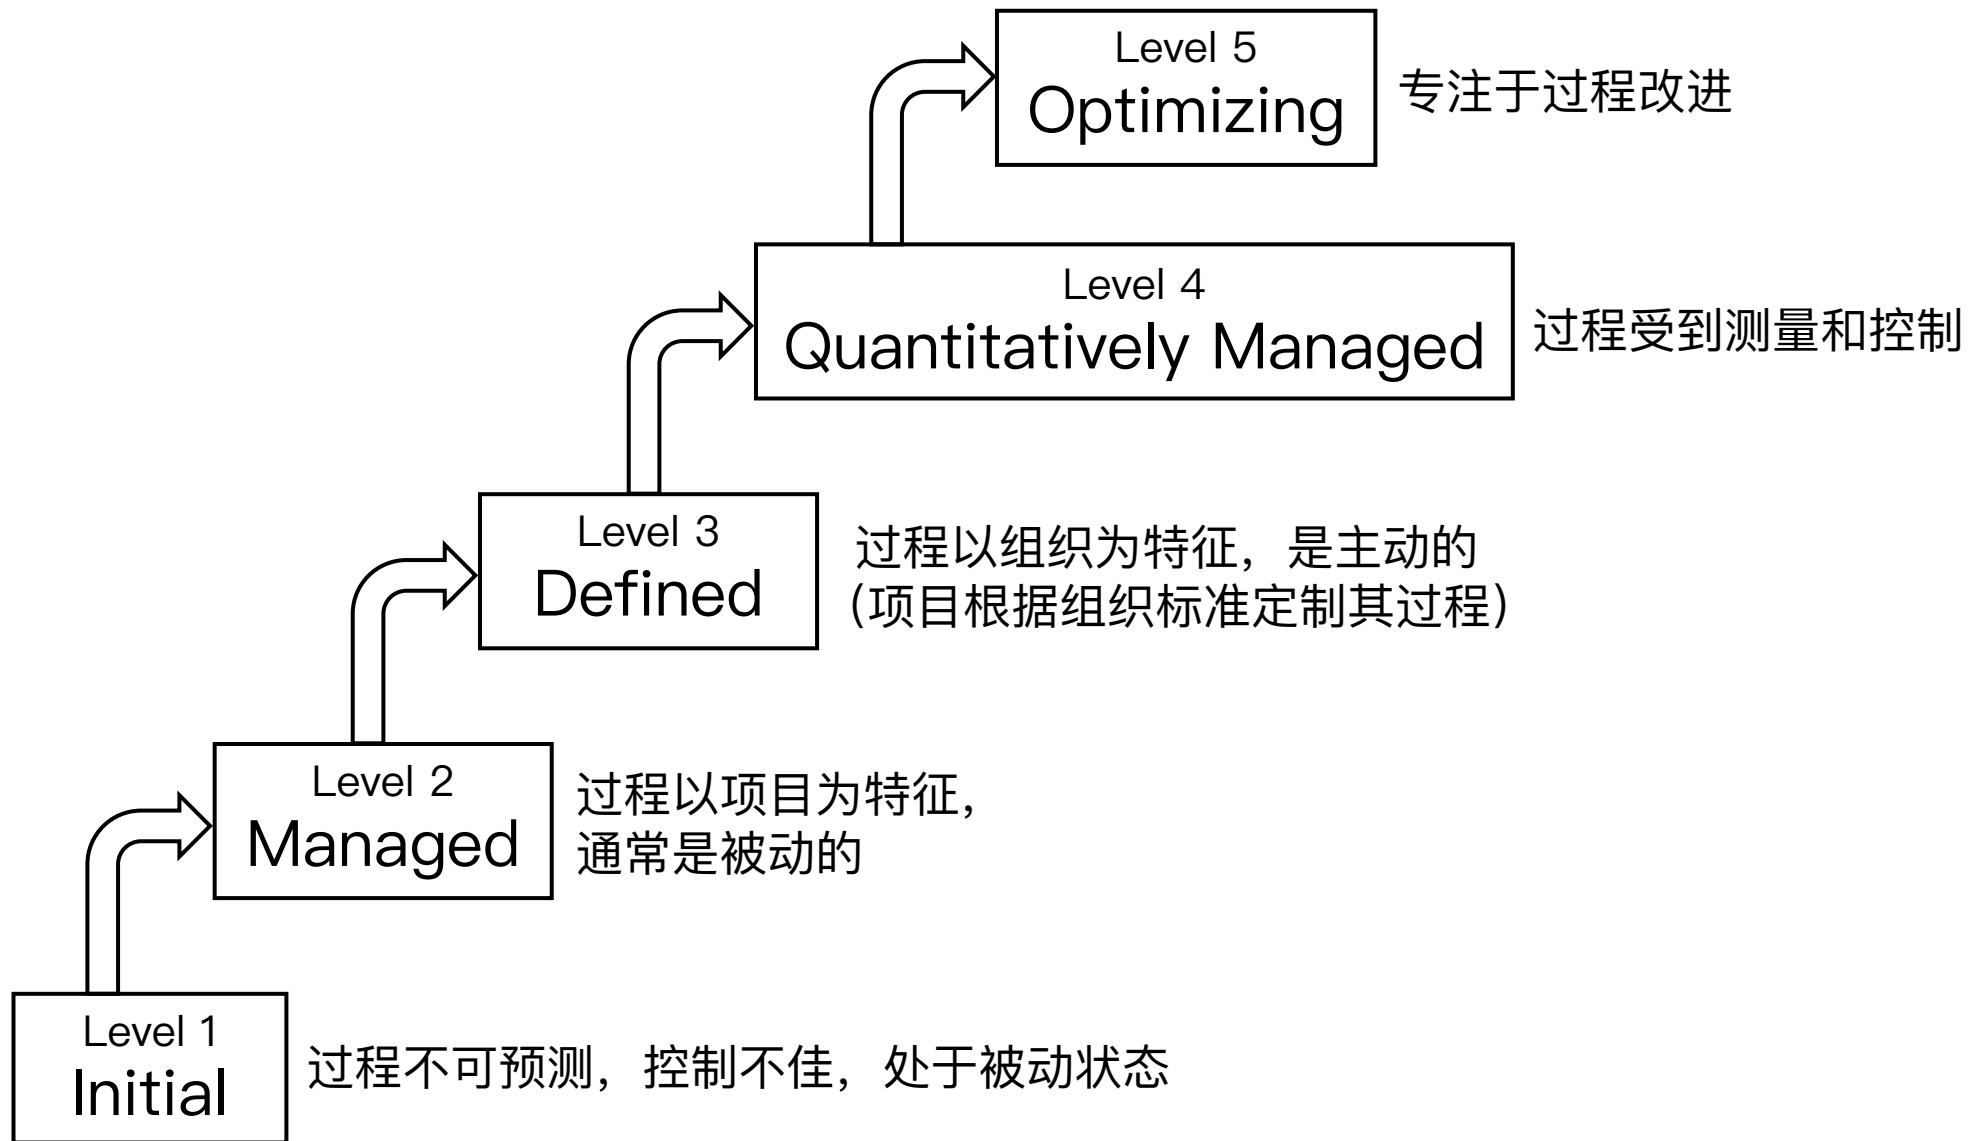 Level 5
Optimizing
专注于过程改进
Level 4
Quantitatively Managed
过程受到测量和控制
Level 3
Defined
过程以组织为特征，是主动的
（项目根据组织标准定制其过程）
Level 2
Managed
过程以项目为特征，
通常是被动的
Level 1
Initial
过程不可预测，控制不佳，处于被动状态